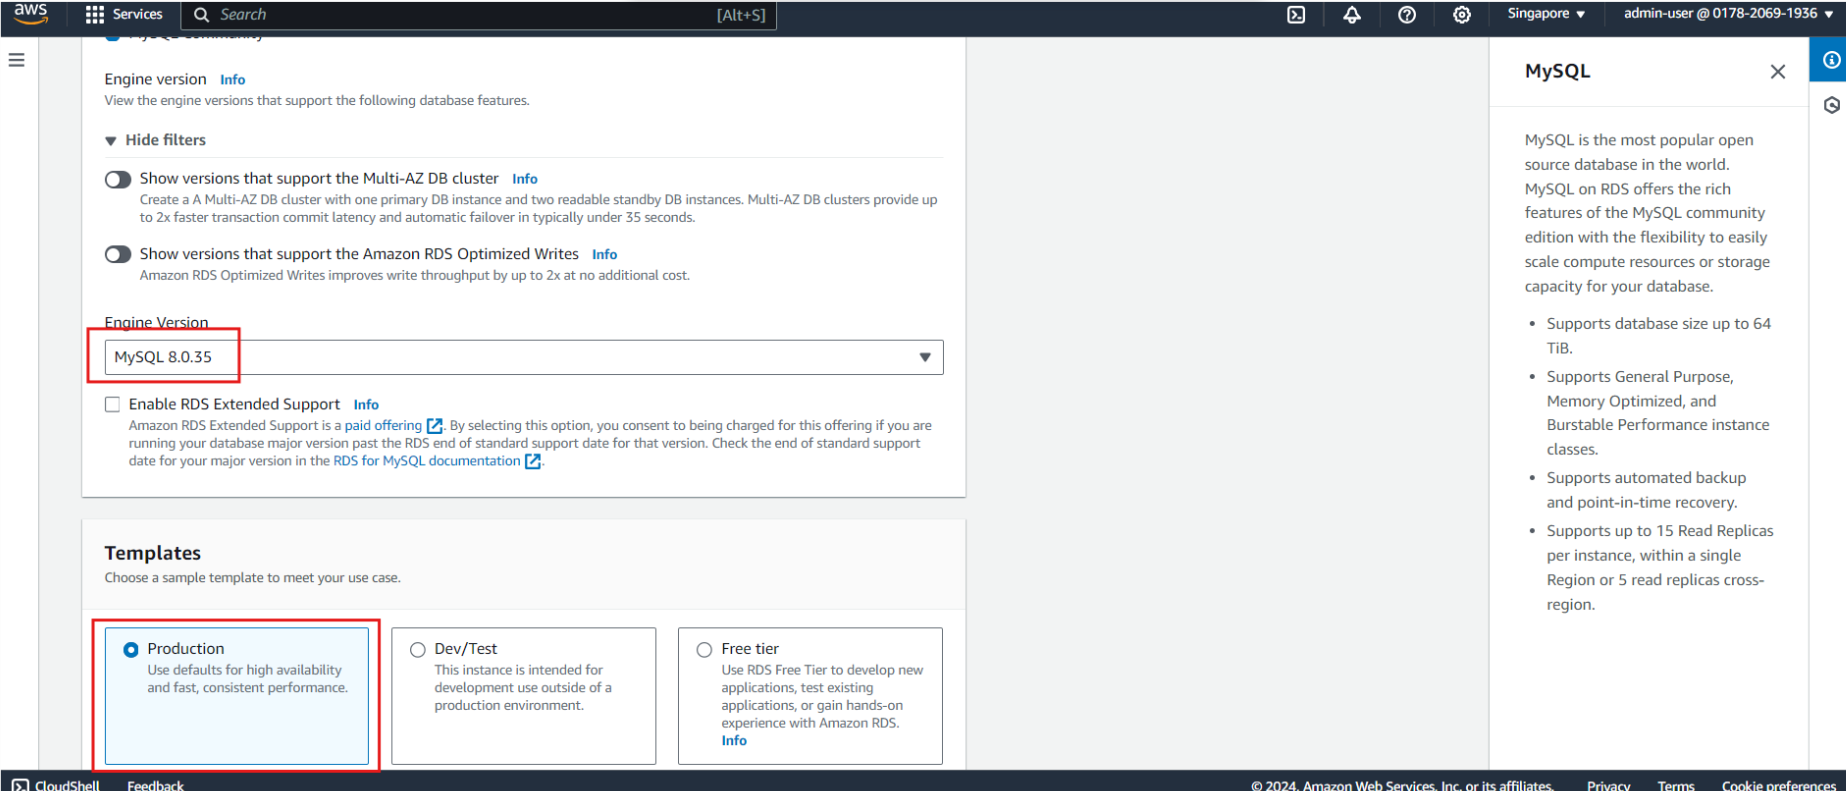 aws
Services
Search
[Alt+S]
Singapore
admin-user @ 0178-2069-1936
MySQL Community
Engine version Info
View the engine versions that support the following database features.
Hide filters
Show versions that support the Multi-AZ DB cluster Info
Create a A Multi-AZ DB cluster with one primary DB instance and two readable standby DB instances. Multi-AZ DB clusters provide up
to 2x faster transaction commit latency and automatic failover in typically under 35 seconds.
Show versions that support the Amazon RDS Optimized Writes Info
Amazon RDS Optimized Writes improves write throughput by up to 2x at no additional cost.
Engine Version
MySQL 8.0.35
Enable RDS Extended Support Info
Amazon RDS Extended Support is a paid offering. By selecting this option, you consent to being charged for this offering if you are
running your database major version past the RDS end of standard support date for that version. Check the end of standard support
date for your major version in the RDS for MySQL documentation.
Templates
Choose a sample template to meet your use case.
Production
Use defaults for high availability
and fast, consistent performance.
Dev/Test
This instance is intended for
development use outside of a
production environment.
Free tier
Use RDS Free Tier to develop new
applications, test existing
applications, or gain hands-on
experience with Amazon RDS.
Info
MySQL
MySQL is the most popular open
source database in the world.
MySQL on RDS offers the rich
features of the MySQL community
edition with the flexibility to easily
scale compute resources or storage
capacity for your database.
• Supports database size up to 64
TiB.
• Supports General Purpose,
Memory Optimized, and
Burstable Performance instance
classes.
• Supports automated backup
and point-in-time recovery.
• Supports up to 15 Read Replicas
per instance, within a single
Region or 5 read replicas cross-
region.
CloudShell
Feedback
© 2024, Amazon Web Services, Inc. or its affiliates.
Privacy
Terms
Cookie preferences